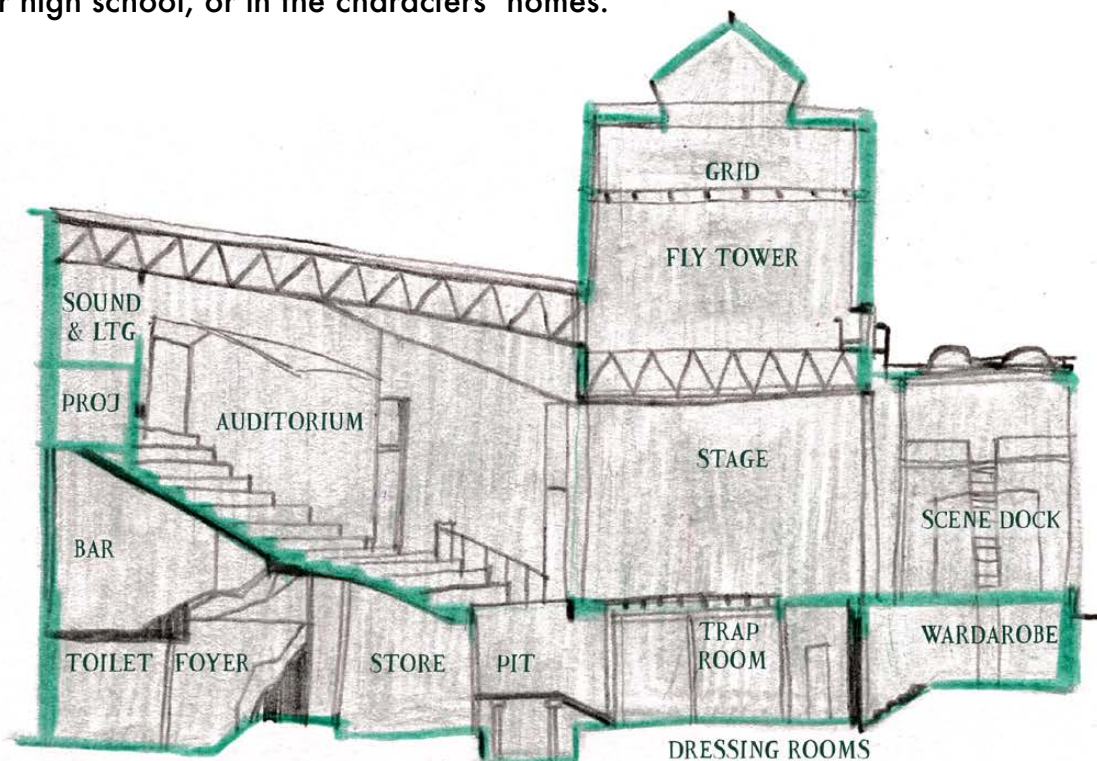 r high school, or in the characters' homes.
GRID
FLY TOWER
SOUND
& LTG
PROJ
AUDITORIUM
STAGE
BAR
SCENE DOCK
TOILET
FOYER
STORE
PIT
TRAP
ROOM
WARDAROBE
DRESSING ROOMS